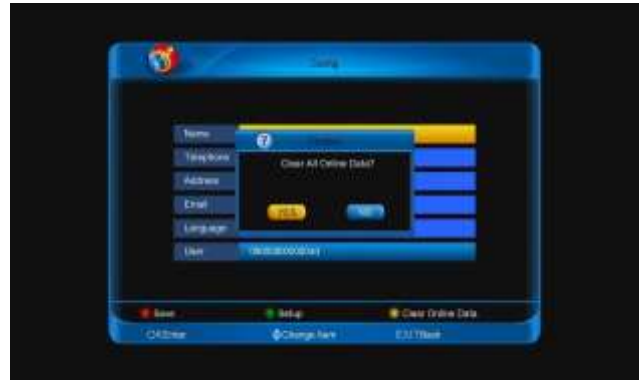 Config
Name
Telephone
Clear All Online Data?
Address
Email
YES
NO
Language
User
Save
Setup
Clear Online Data
OK:Enter
Change Item
EXIT:Back